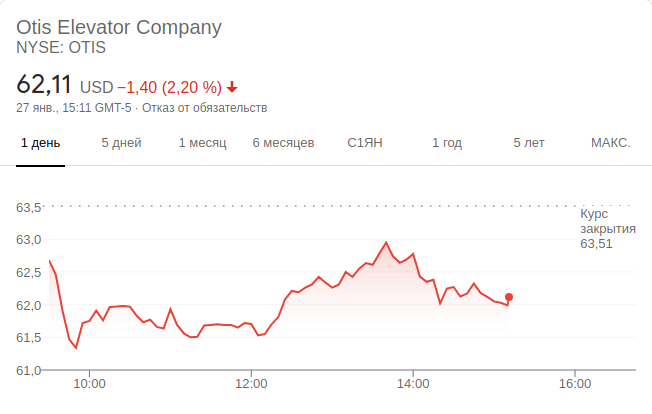 Otis Elevator Company
NYSE: OTIS
62,11 USD −1,40 (2,20 %)
27 янв., 15:11 GMT-5 · Отказ от обязательств
1 день 5 дней 1 месяц 6 месяцев С1ЯН 1 год 5 лет МАКС.
63,5
Курс
закрытия
63,51
63,0
62,5
62,0
61,5
61,0
10:00 12:00 14:00 16:00